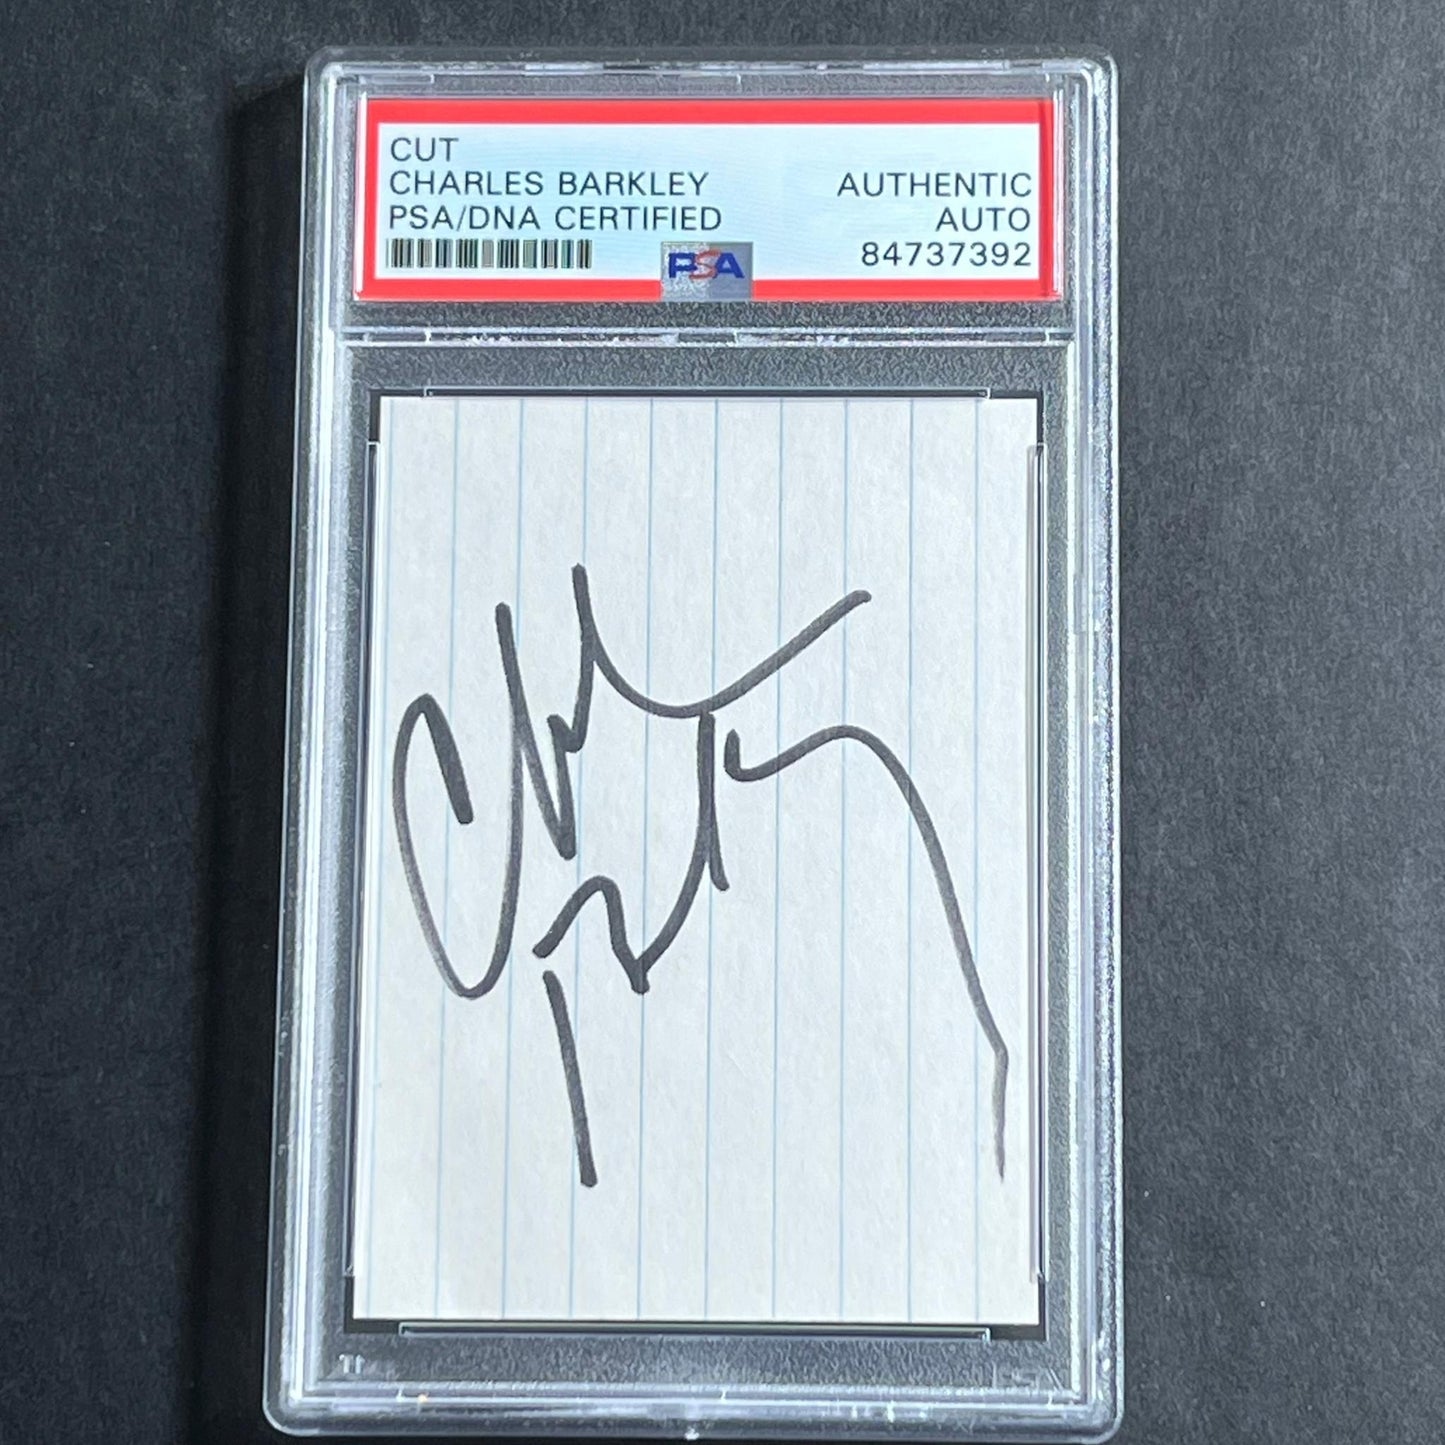 CUT
CHARLES BARKLEY
PSA/DNA CERTIFIED
AUTHENTIC
AUTO
84737392
PSA